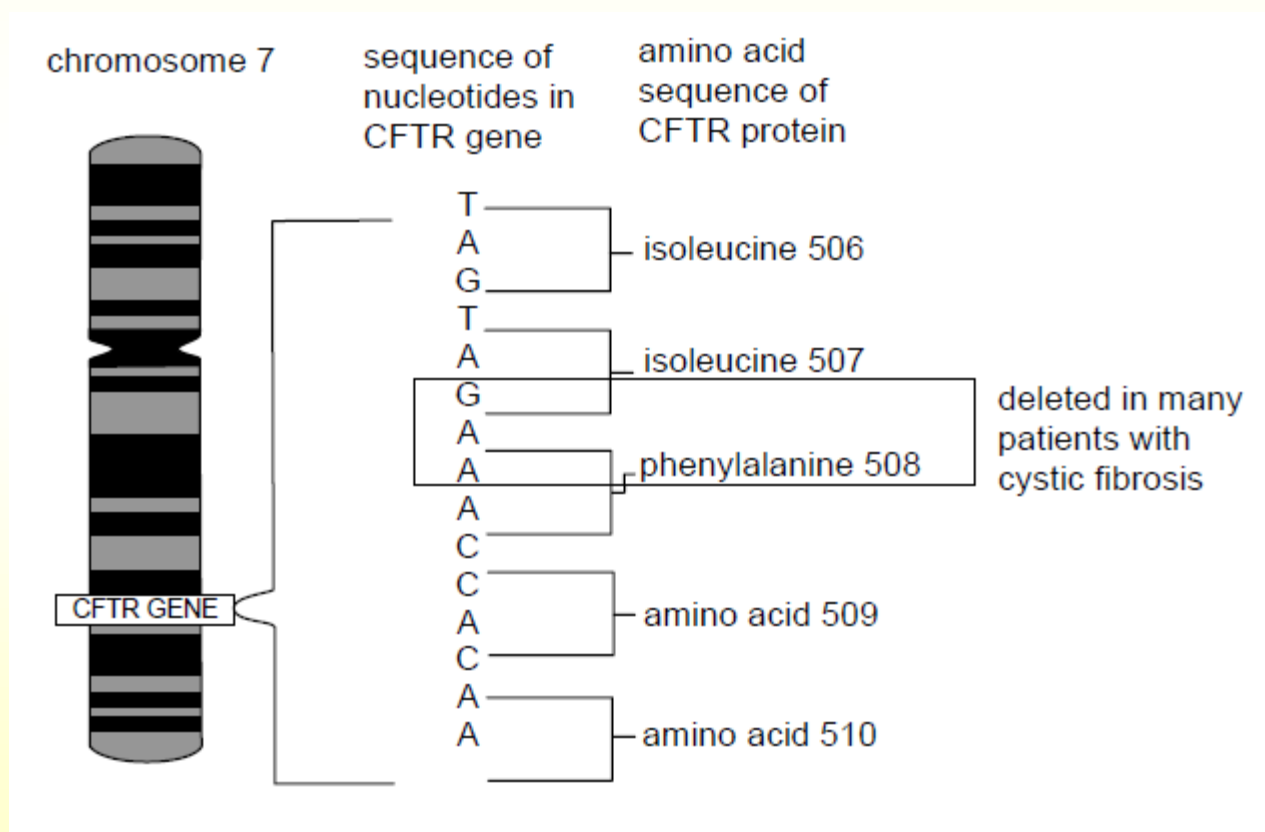 chromosome 7
sequence of
nucleotides in
CFTR gene
amino acid
sequence of
CFTR protein
T
A
G
isoleucine 506
T
A
G
isoleucine 507
A
A
A
phenylalanine 508
deleted in many
patients with
cystic fibrosis
C
C
A
C
amino acid 509
A
A
amino acid 510
CFTR GENE